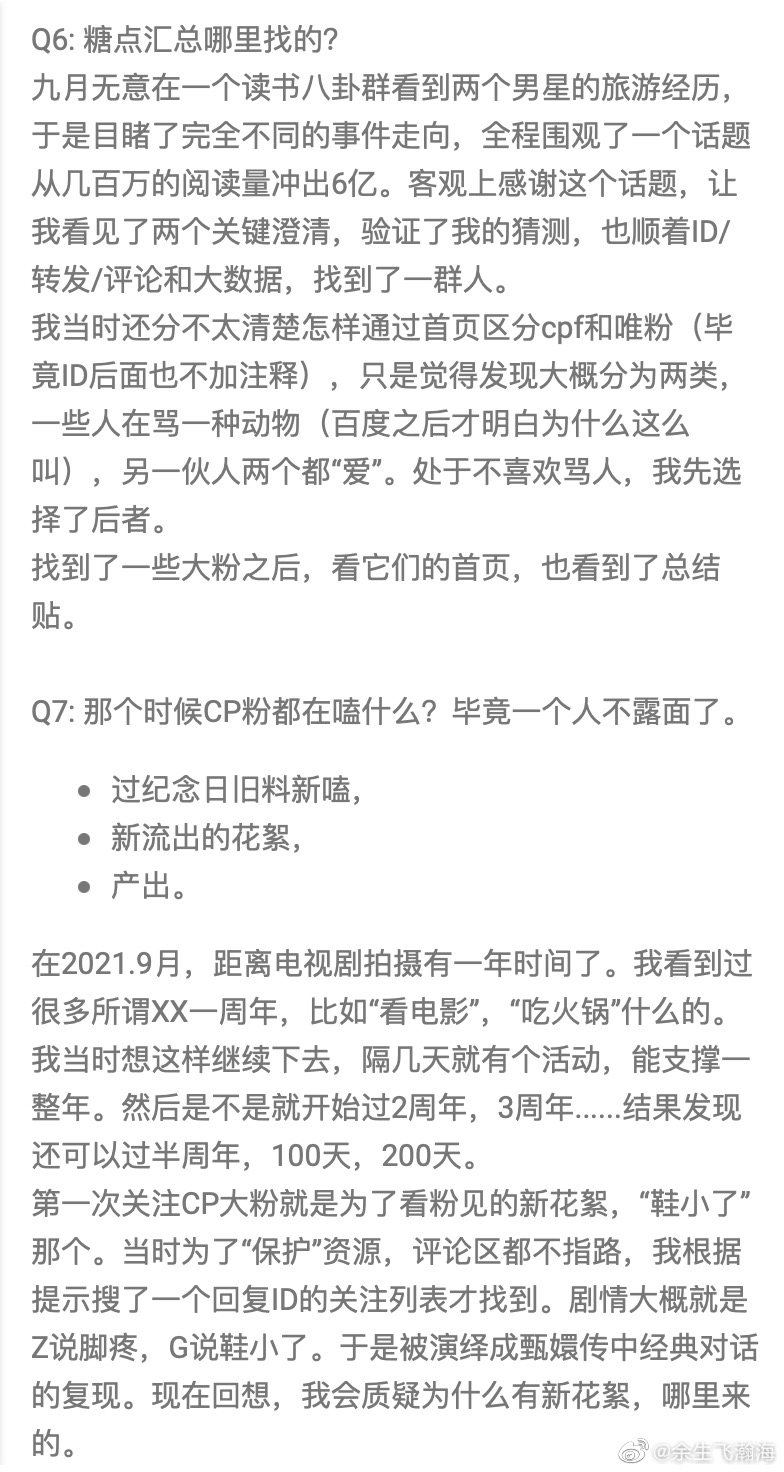 Q6: 糖点汇总哪里找的?
九月无意在一个读书八卦群看到两个男星的旅游经历，
于是目睹了完全不同的事件走向，全程围观了一个话题
从几百万的阅读量冲出6亿。客观上感谢这个话题，让
我看见了两个关键澄清，验证了我的猜测，也顺着ID/
转发/评论和大数据，找到了一群人。
我当时还分不太清楚怎样通过首页区分cpf和唯粉（毕
竟ID后面也不加注释），只是觉得发现大概分为两类，
一些人在骂一种动物（百度之后才明白为什么这么
叫），另一伙人两个都“爱”。处于不喜欢骂人，我先选
择了后者。
找到了一些大粉之后，看它们的首页，也看到了总结
贴。
Q7: 那个时候CP粉都在嗑什么？毕竟一个人不露面了。
• 过纪念日旧料新嗑，
• 新流出的花絮，
• 产出。
在2021.9月，距离电视剧拍摄有一年时间了。我看到过
很多所谓XX一周年，比如“看电影”，“吃火锅”什么的。
我当时想这样继续下去，隔几天就有个活动，能支撑一
整年。然后是不是就开始过2周年，3周年......结果发现
还可以过半周年，100天，200天。
第一次关注CP大粉就是为了看粉见的新花絮，“鞋小了”
那个。当时为了“保护”资源，评论区都不指路，我根据
提示搜了一个回复ID的关注列表才找到。剧情大概就是
Z说脚疼，G说鞋小了。于是被演绎成甄嬛传中经典对话
的复现。现在回想，我会质疑为什么有新花絮，哪里来
的。
@余生飞瀚海